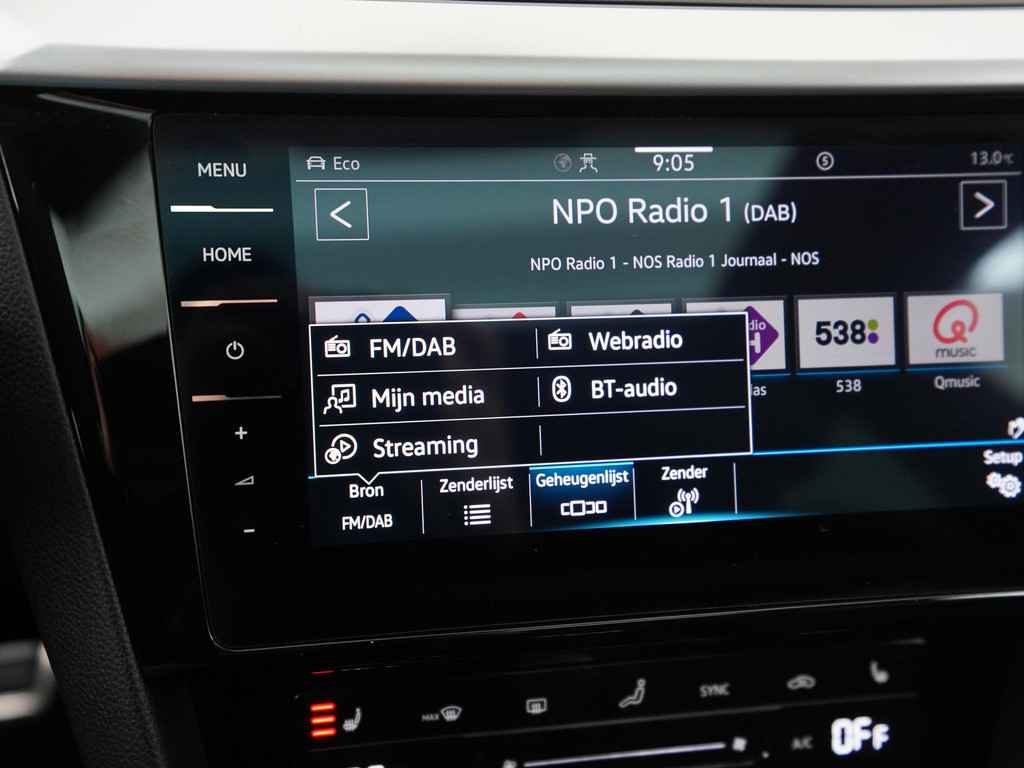 MENU
Eco
9:05
13.0°C
NPO Radio 1 (DAB)
HOME
NPO Radio 1 - NOS Radio 1 Journaal - NOS
FM/DAB
Webradio
538
music
538
Qmusic
Mijn media
BT-audio
Streaming
Setup
Bron
Zenderlijst
Geheugenlijst
Zender
FM/DAB
MAX
SYNC
A/C
OFF